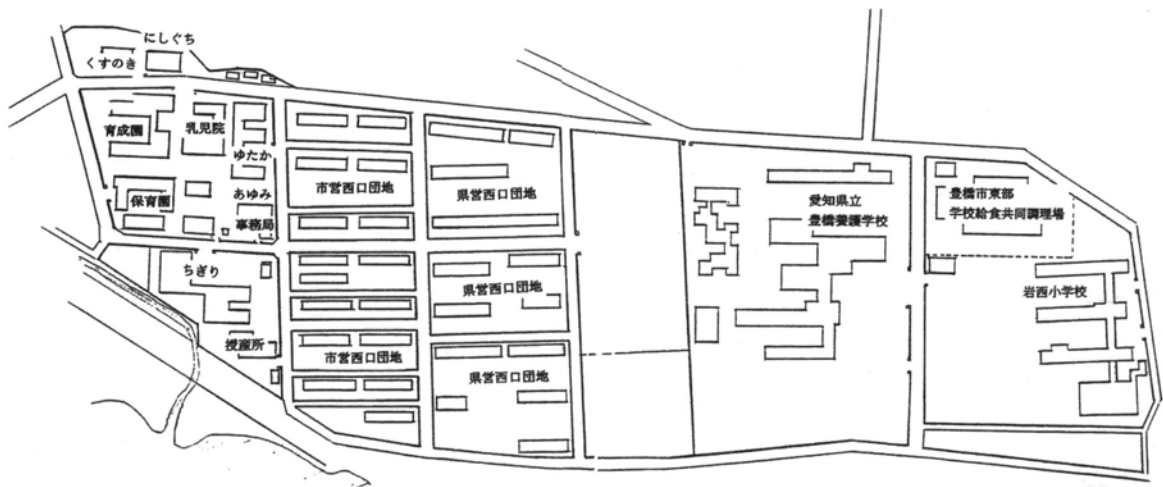 にしぐち
くすのき
育成園
乳児院
ゆたか
あゆみ
保育園
事務局
ちぎり
授産所
市営西口団地
市営西口団地
県営西口団地
県営西口団地
県営西口団地
愛知県立
豊橋養護学校
豊橋市東部
学校給食共同調理場
岩西小学校